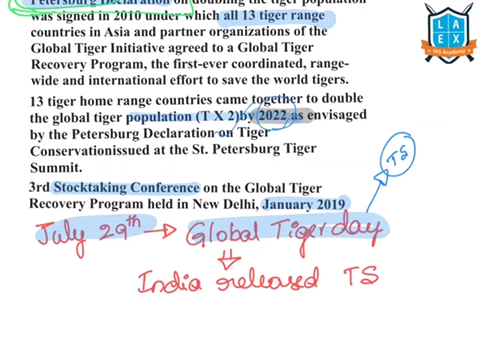 Petersburg Declaration on doubling the tiger population
was signed in 2010 under which all 13 tiger range
countries in Asia and partner organizations of the
Global Tiger Initiative agreed to a Global Tiger
Recovery Program, the first-ever coordinated, range-
wide and international effort to save the world tigers.
13 tiger home range countries came together to double
the global tiger population (T X 2)by 2022 as envisaged
by the Petersburg Declaration on Tiger
Conservationissued at the St. Petersburg Tiger
Summit.
3rd Stocktaking Conference on the Global Tiger
Recovery Program held in New Delhi, January 2019
July 29th → Global Tiger day
TS
India released TS
LA
EX
IAS Academy